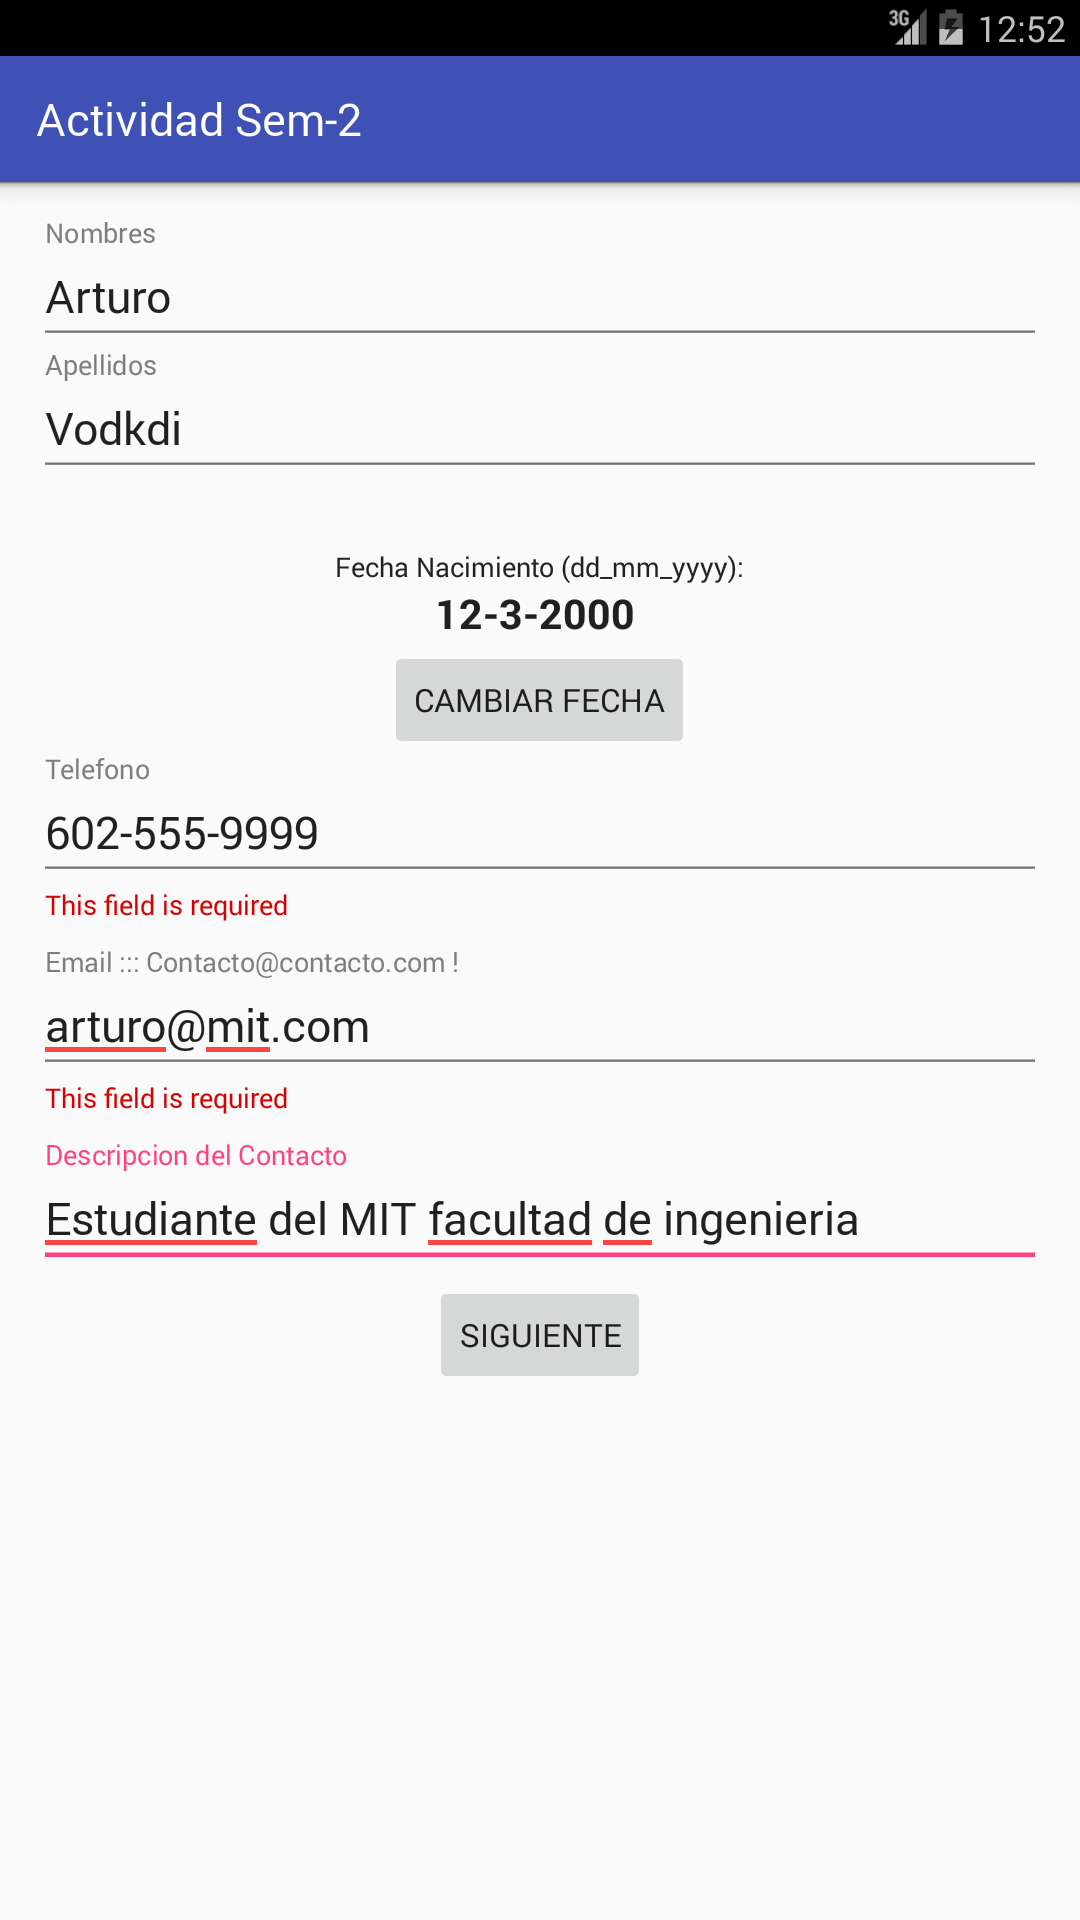 3G 12:52
Actividad Sem-2
Nombres
Arturo
Apellidos
Vodkdi
Fecha Nacimiento (dd_mm_yyyy):
12-3-2000
CAMBIAR FECHA
Telefono
602-555-9999
This field is required
Email ::: Contacto@contacto.com !
arturo@mit.com
This field is required
Descripcion del Contacto
Estudiante del MIT facultad de ingenieria
SIGUIENTE